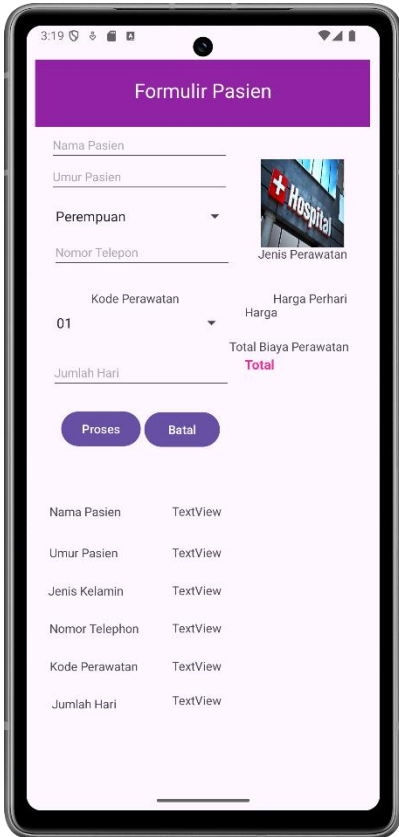 3:19
Formulir Pasien
Nama Pasien
Umur Pasien
Perempuan
Hospital
Nomor Telepon
Jenis Perawatan
Kode Perawatan
Harga Perhari
Harga
01
Total Biaya Perawatan
Total
Jumlah Hari
Proses Batal
Nama Pasien TextView
Umur Pasien TextView
Jenis Kelamin TextView
Nomor Telephon TextView
Kode Perawatan TextView
Jumlah Hari TextView